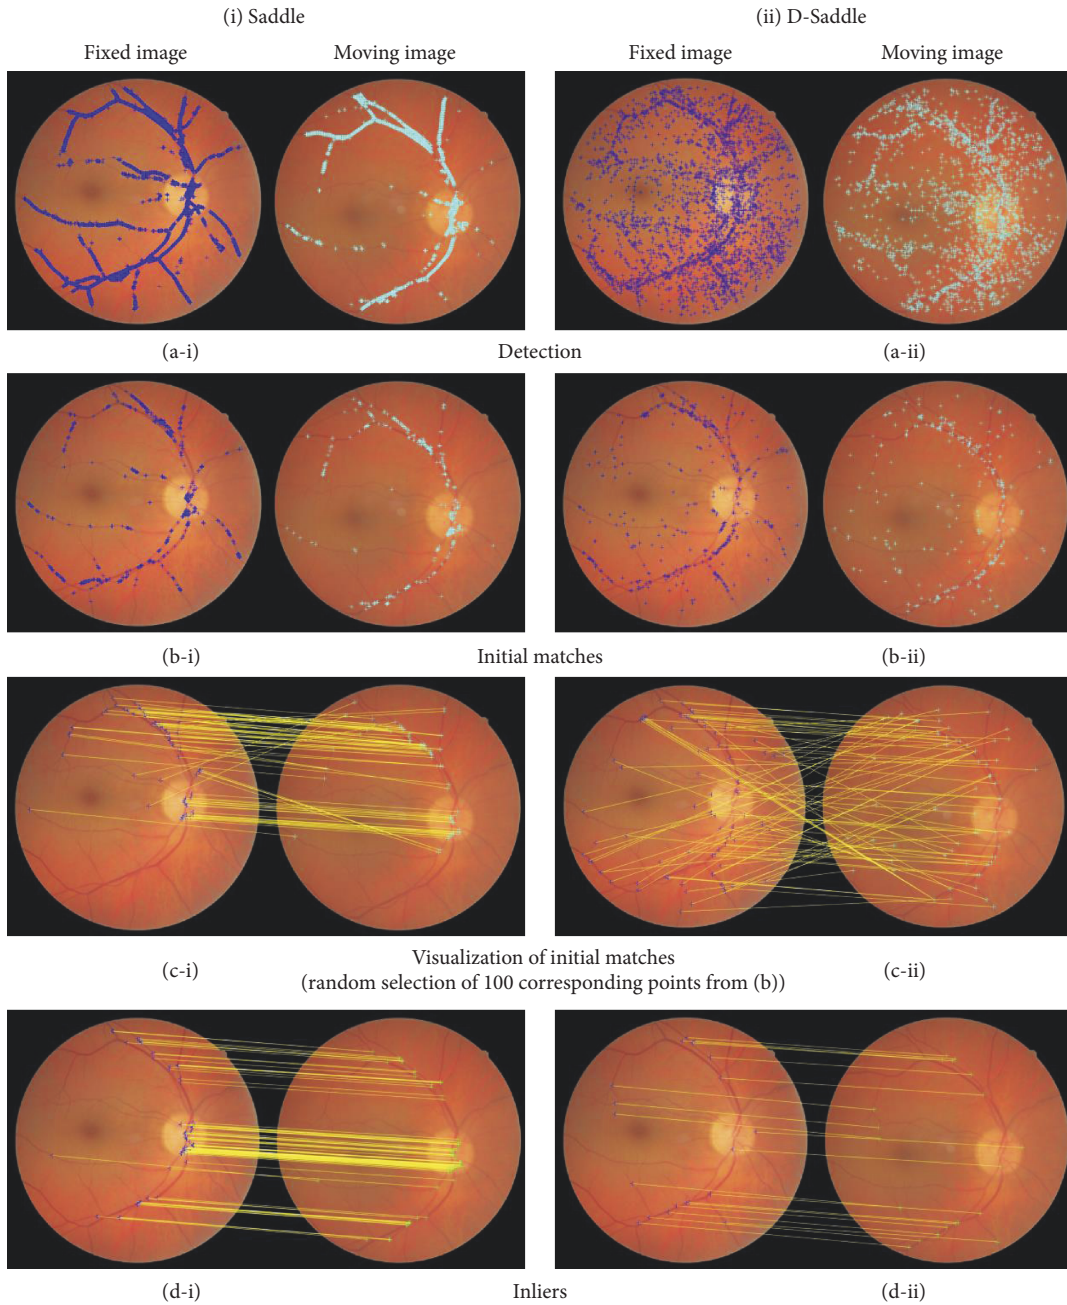 (i) Saddle
(ii) D-Saddle
Fixed image
Moving image
Fixed image
Moving image
(a-i)
Detection
(a-ii)
(b-i)
Initial matches
(b-ii)
(c-i)
Visualization of initial matches
(random selection of 100 corresponding points from (b))
(c-ii)
(d-i)
Inliers
(d-ii)